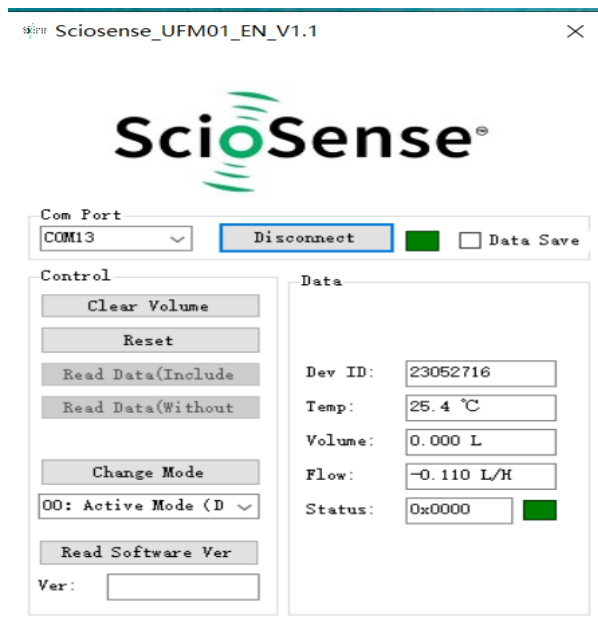 Sciosense_UFM01_EN_V1.1
ScioSense
Com Port
COM13
Disconnect
Data Save
Control
Clear Volume
Reset
Read Data(Include
Read Data(Without
Change Mode
00: Active Mode (D
Read Software Ver
Ver:
Data
Dev ID: 23052716
Temp: 25.4 ℃
Volume: 0.000 L
Flow: -0.110 L/H
Status: 0x0000